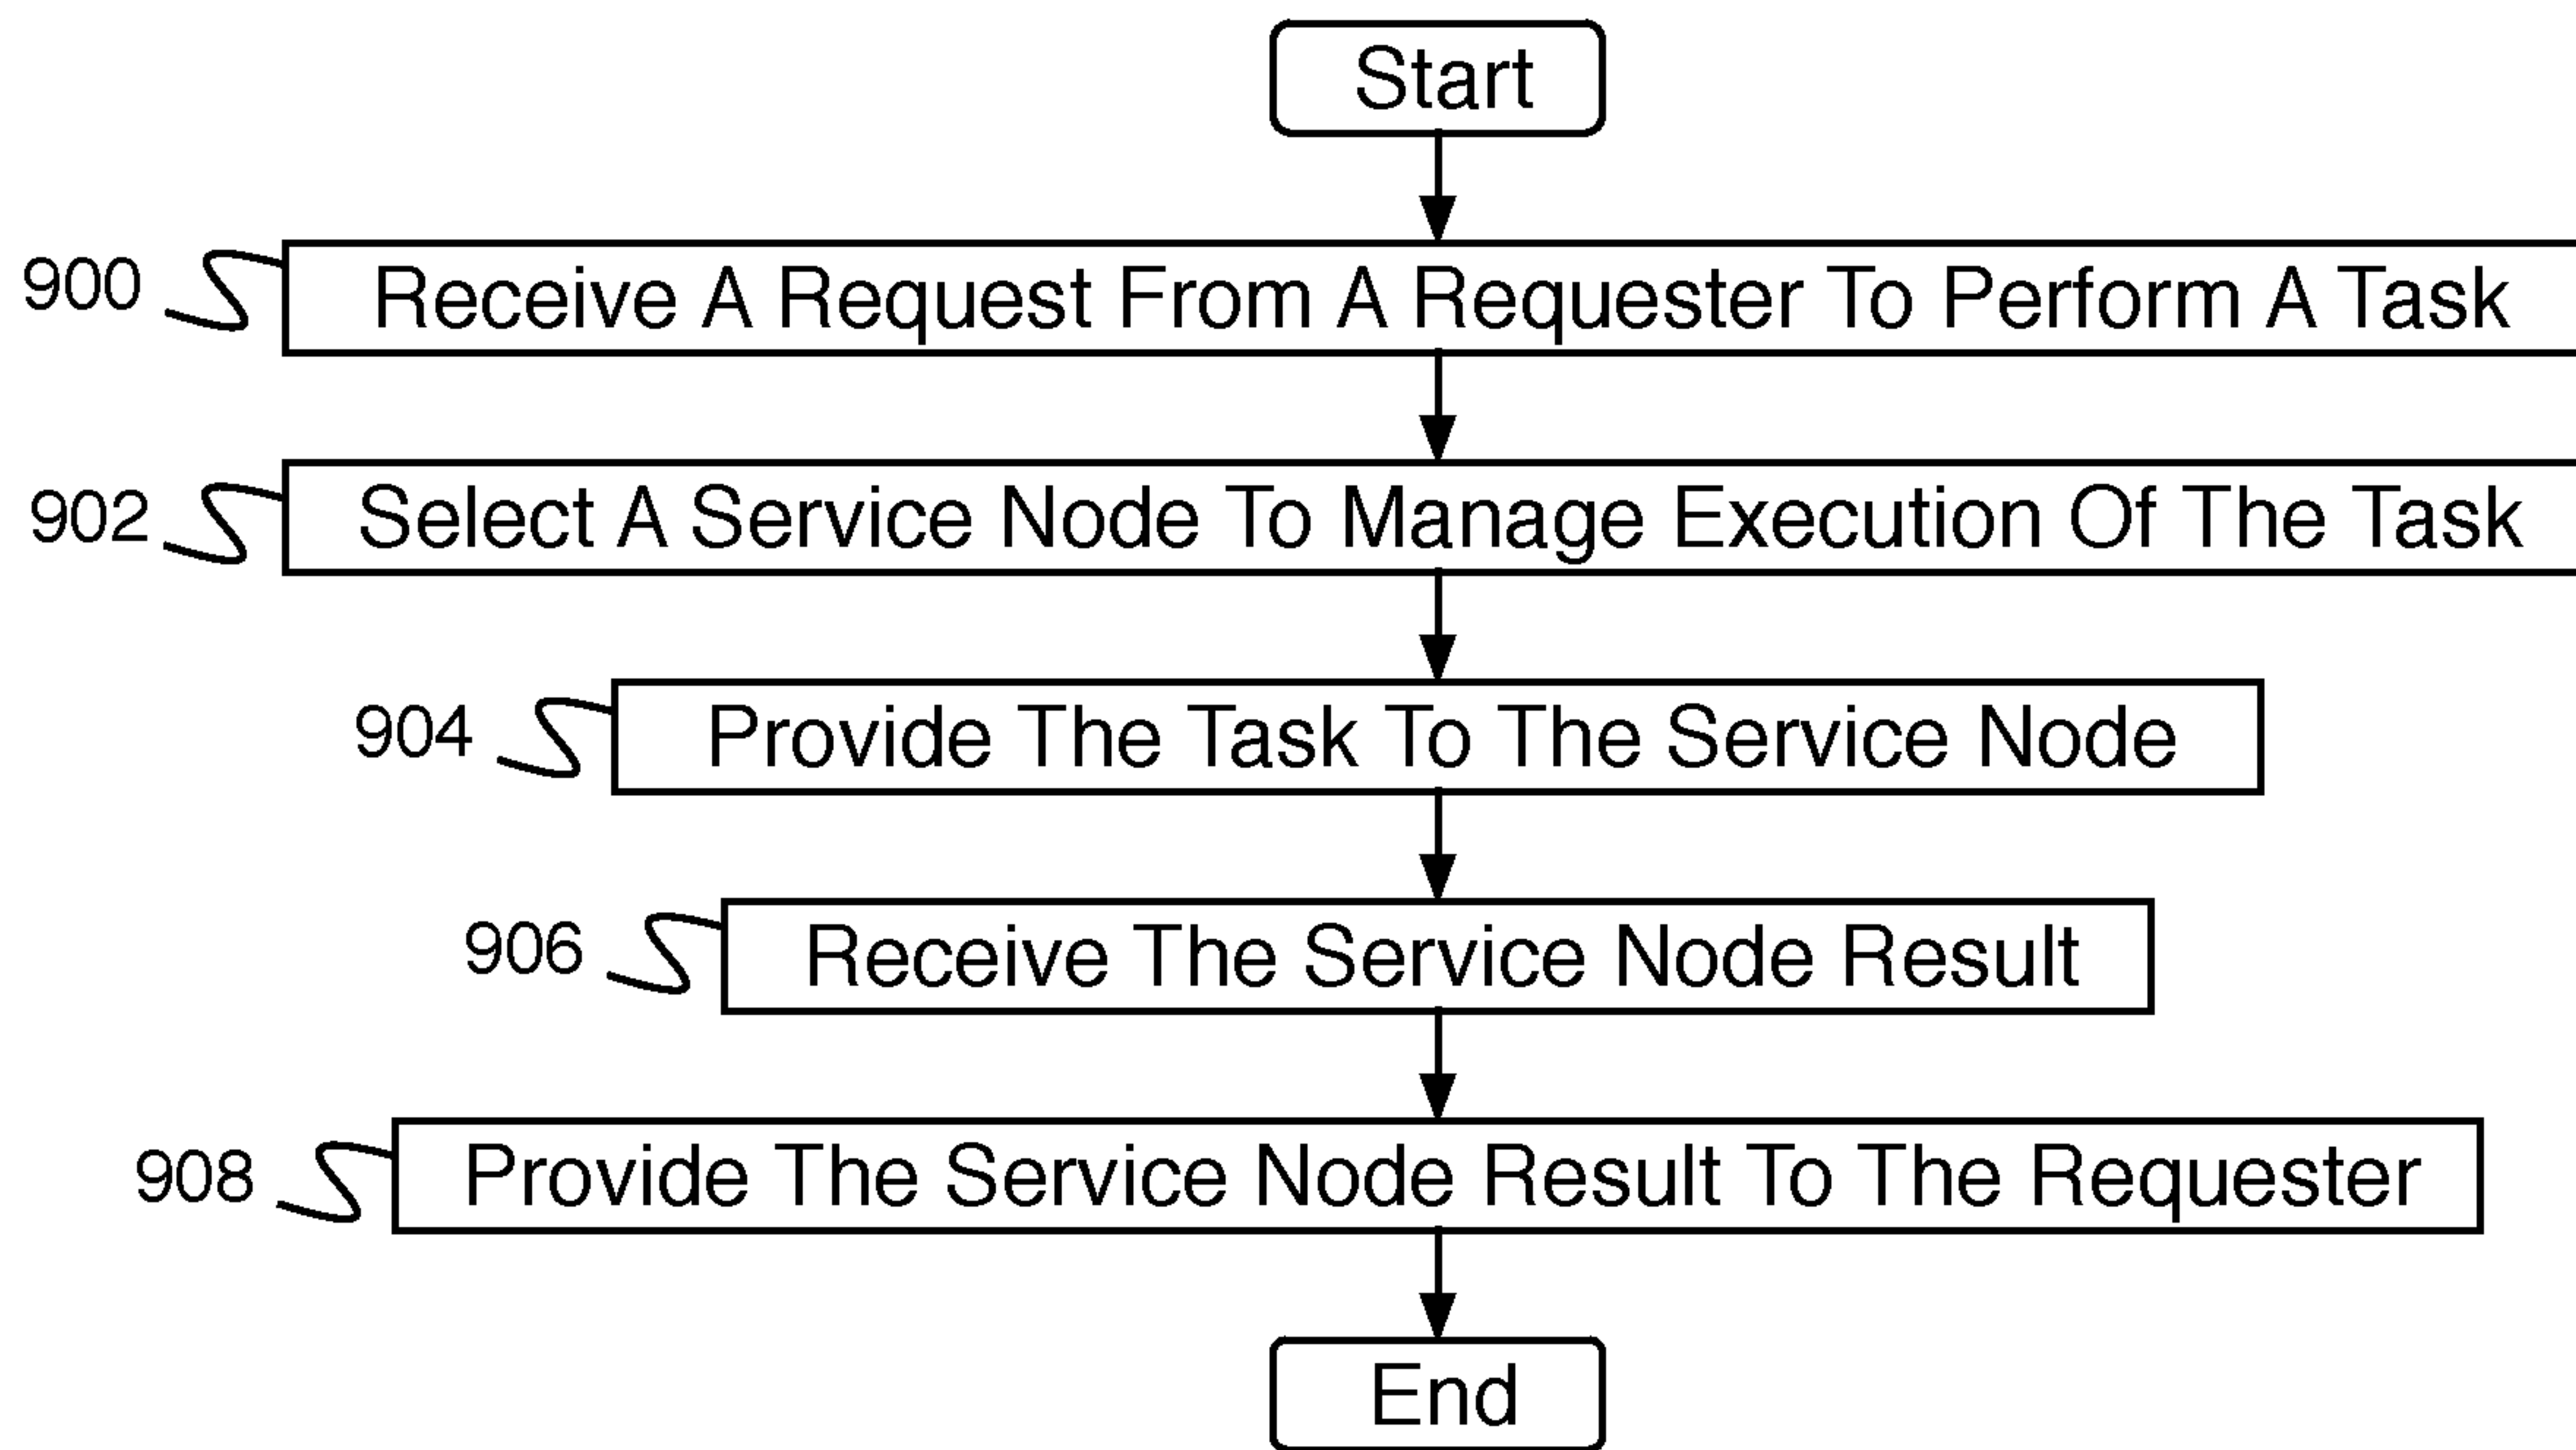 Start
900 Receive A Request From A Requester To Perform A Task
902 Select A Service Node To Manage Execution Of The Task
904 Provide The Task To The Service Node
906 Receive The Service Node Result
908 Provide The Service Node Result To The Requester
End